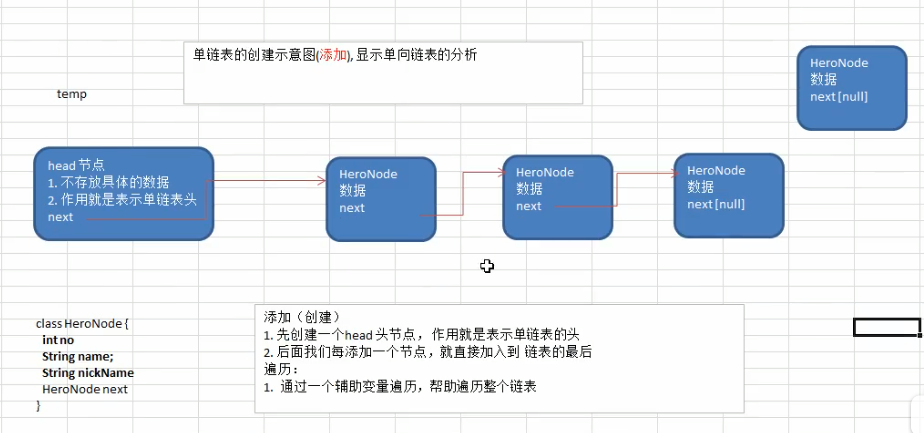 单链表的创建示意图(添加), 显示单向链表的分析
temp
HeroNode
数据
next [null]
head 节点
1. 不存放具体的数据
2. 作用就是表示单链表头
next
HeroNode
数据
next
HeroNode
数据
next
HeroNode
数据
next [null]
class HeroNode {
int no
String name;
String nickName
HeroNode next
}
添加（创建）
1. 先创建一个head 头节点， 作用就是表示单链表的头
2. 后面我们每添加一个节点，就直接加入到 链表的最后
遍历：
1. 通过一个辅助变量遍历，帮助遍历整个链表